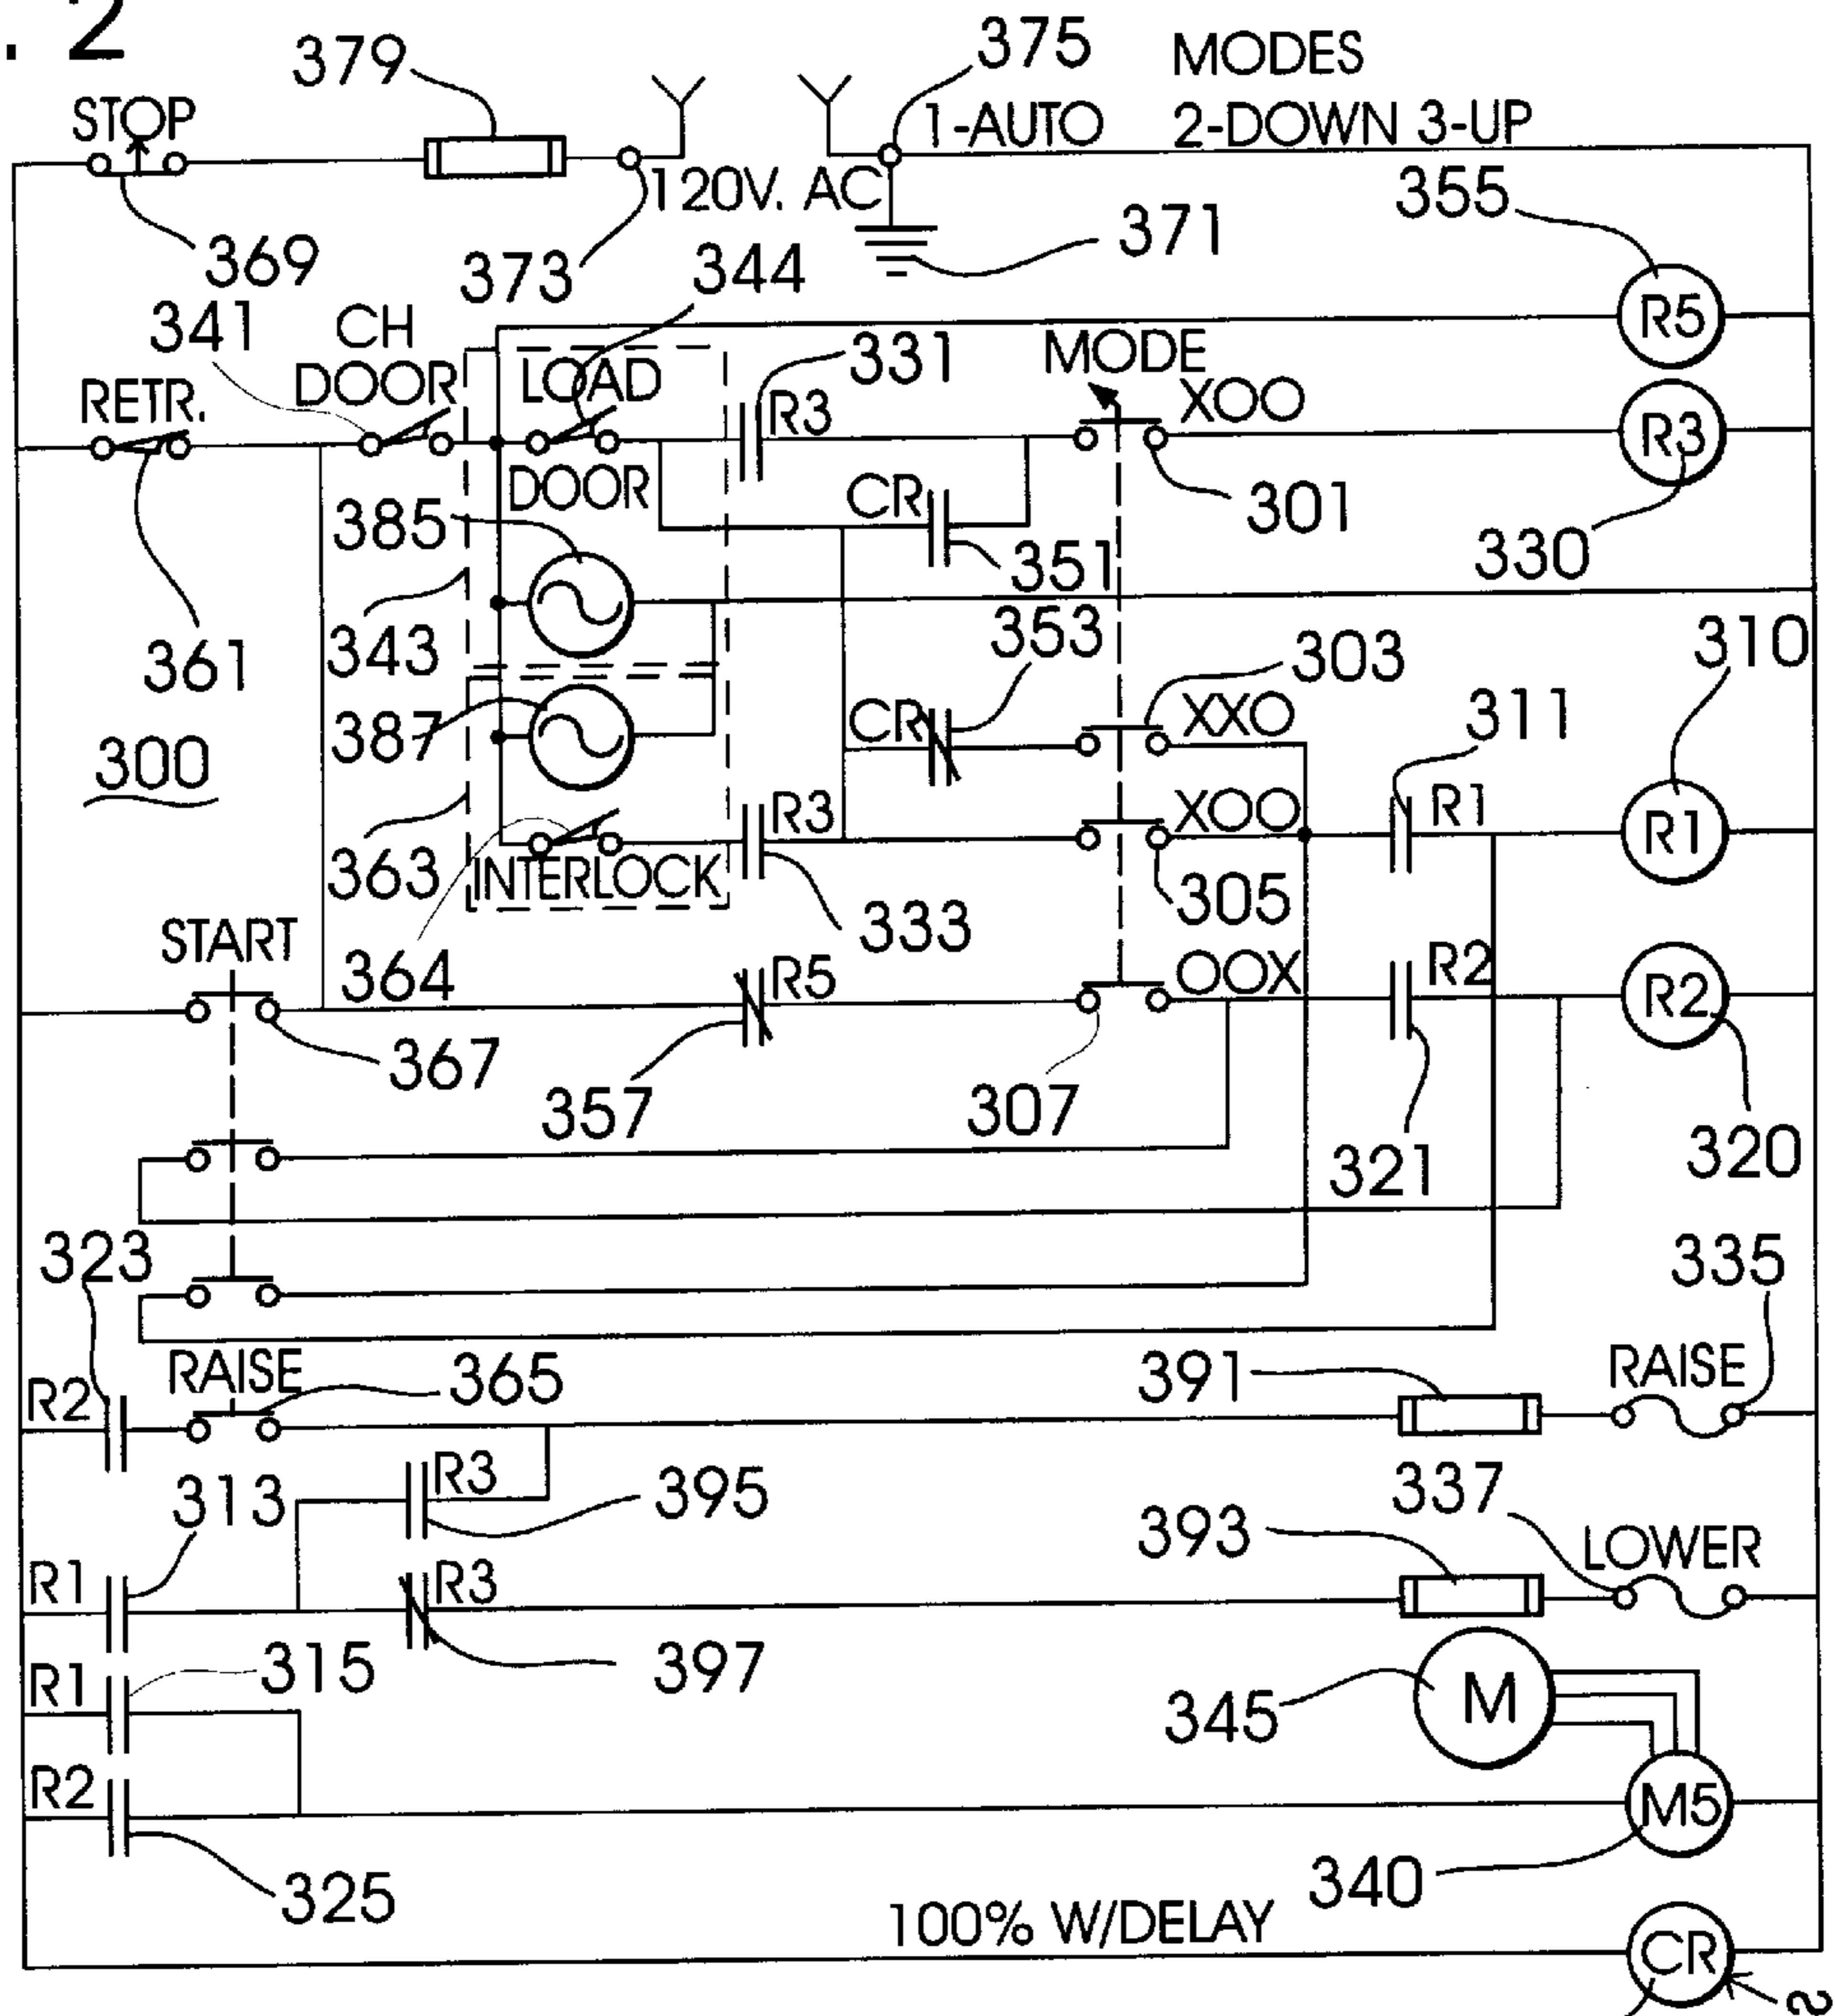 . 2
379
375
MODES
STOP
1-AUTO 2-DOWN 3-UP
120V. AC
355
369
373
344
371
R5
341
CH
DOOR
LOAD
331
MODE
XOO
RETR.
R3
R3
DOOR
CR
301
385
351
330
361
343
353
303
310
387
CR
XXO
311
300
R3
XOO
R1
R1
363
INTERLOCK
305
333
START
364
R5
OOX
R2
R2
367
357
307
321
320
323
335
R2
RAISE
365
391
RAISE
313
R3
395
337
393
LOWER
R1
R3
397
R1
315
345
M
R2
M5
325
340
100% W/DELAY
CR